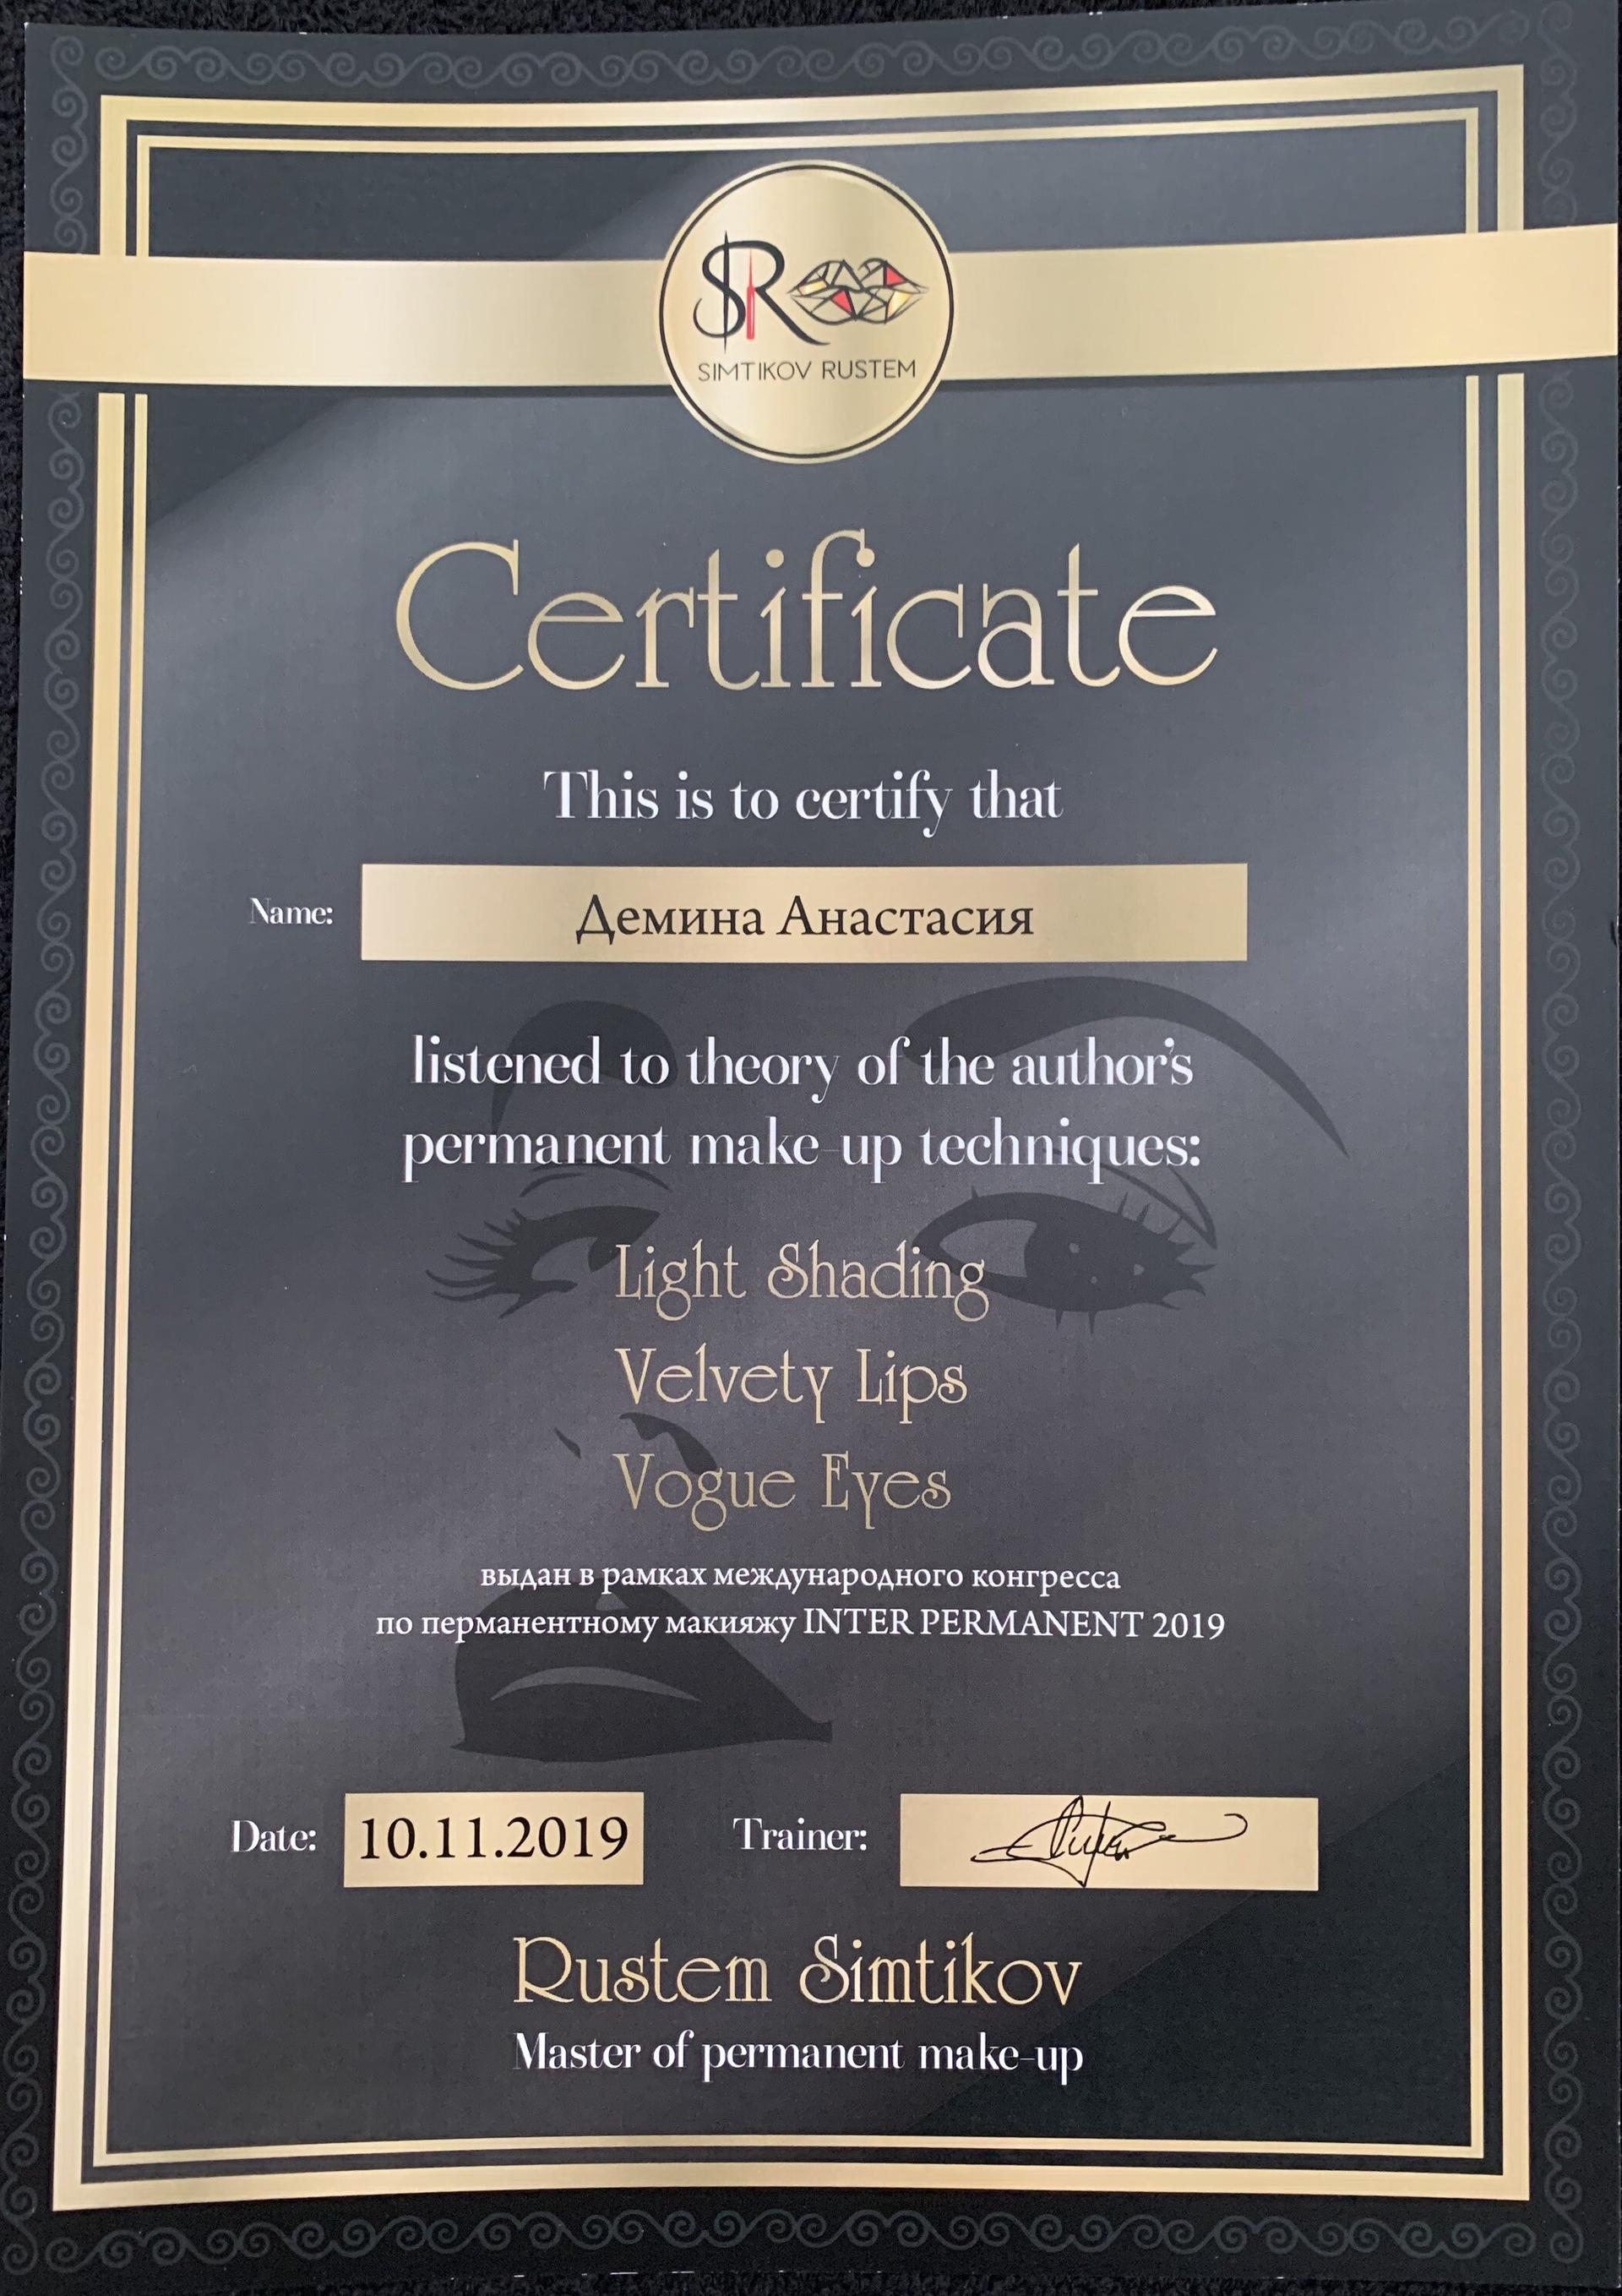 SR
SIMTIKOV RUSTEM
Certificate
This is to certify that
Name: Демина Анастасия
listened to theory of the author's
permanent make-up techniques:
Light Shading
Velvety Lips
Vogue Eyes
выдан в рамках международного конгресса
по перманентному макияжу INTER PERMANENT 2019
Date: 10.11.2019 Trainer:
Rustem Simtikov
Master of permanent make-up